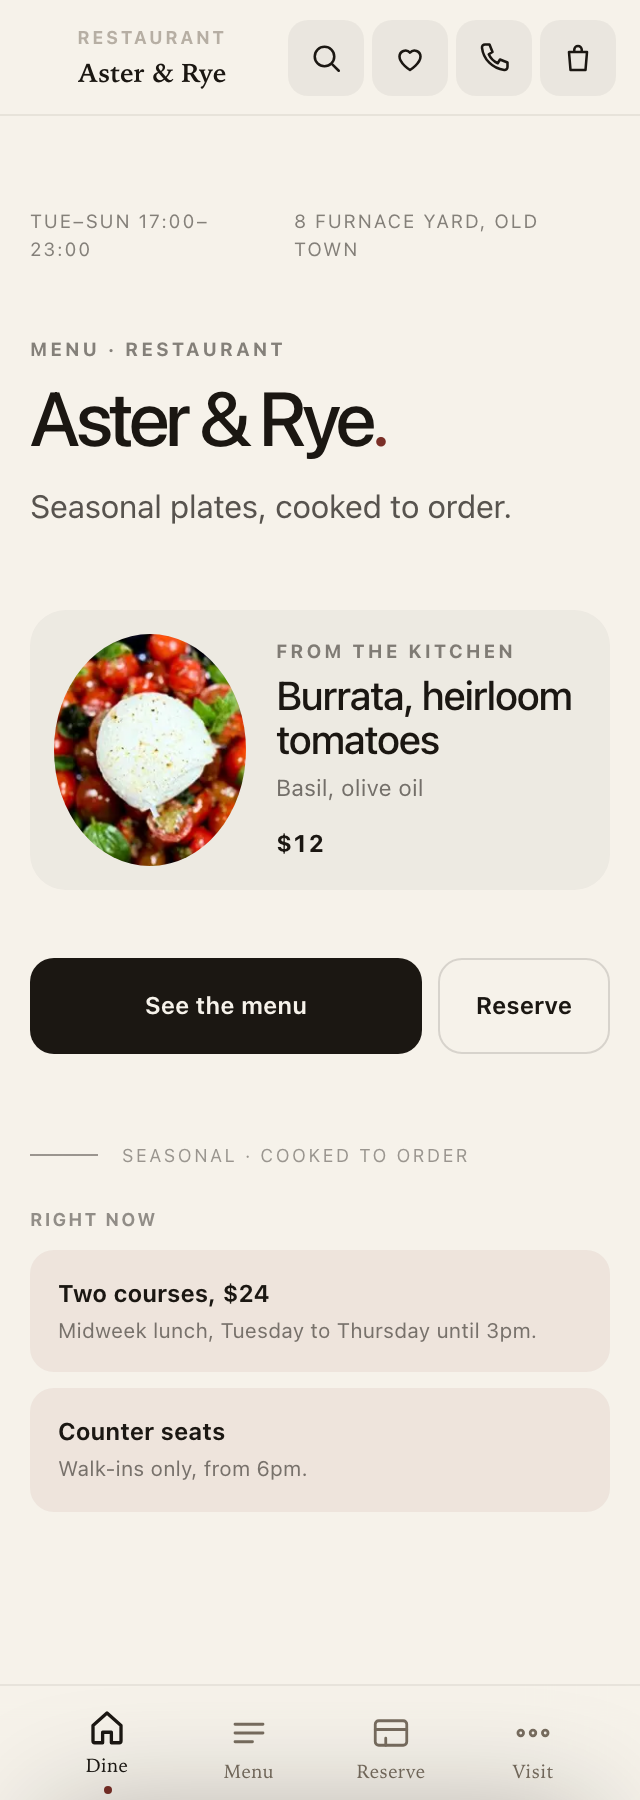 RESTAURANT
Aster & Rye
TUE–SUN 17:00–
23:00
8 FURNACE YARD, OLD
TOWN
MENU · RESTAURANT
Aster & Rye.
Seasonal plates, cooked to order.
FROM THE KITCHEN
Burrata, heirloom
tomatoes
Basil, olive oil
$12
See the menu
Reserve
SEASONAL · COOKED TO ORDER
RIGHT NOW
Two courses, $24
Midweek lunch, Tuesday to Thursday until 3pm.
Counter seats
Walk-ins only, from 6pm.
Dine
Menu
Reserve
Visit